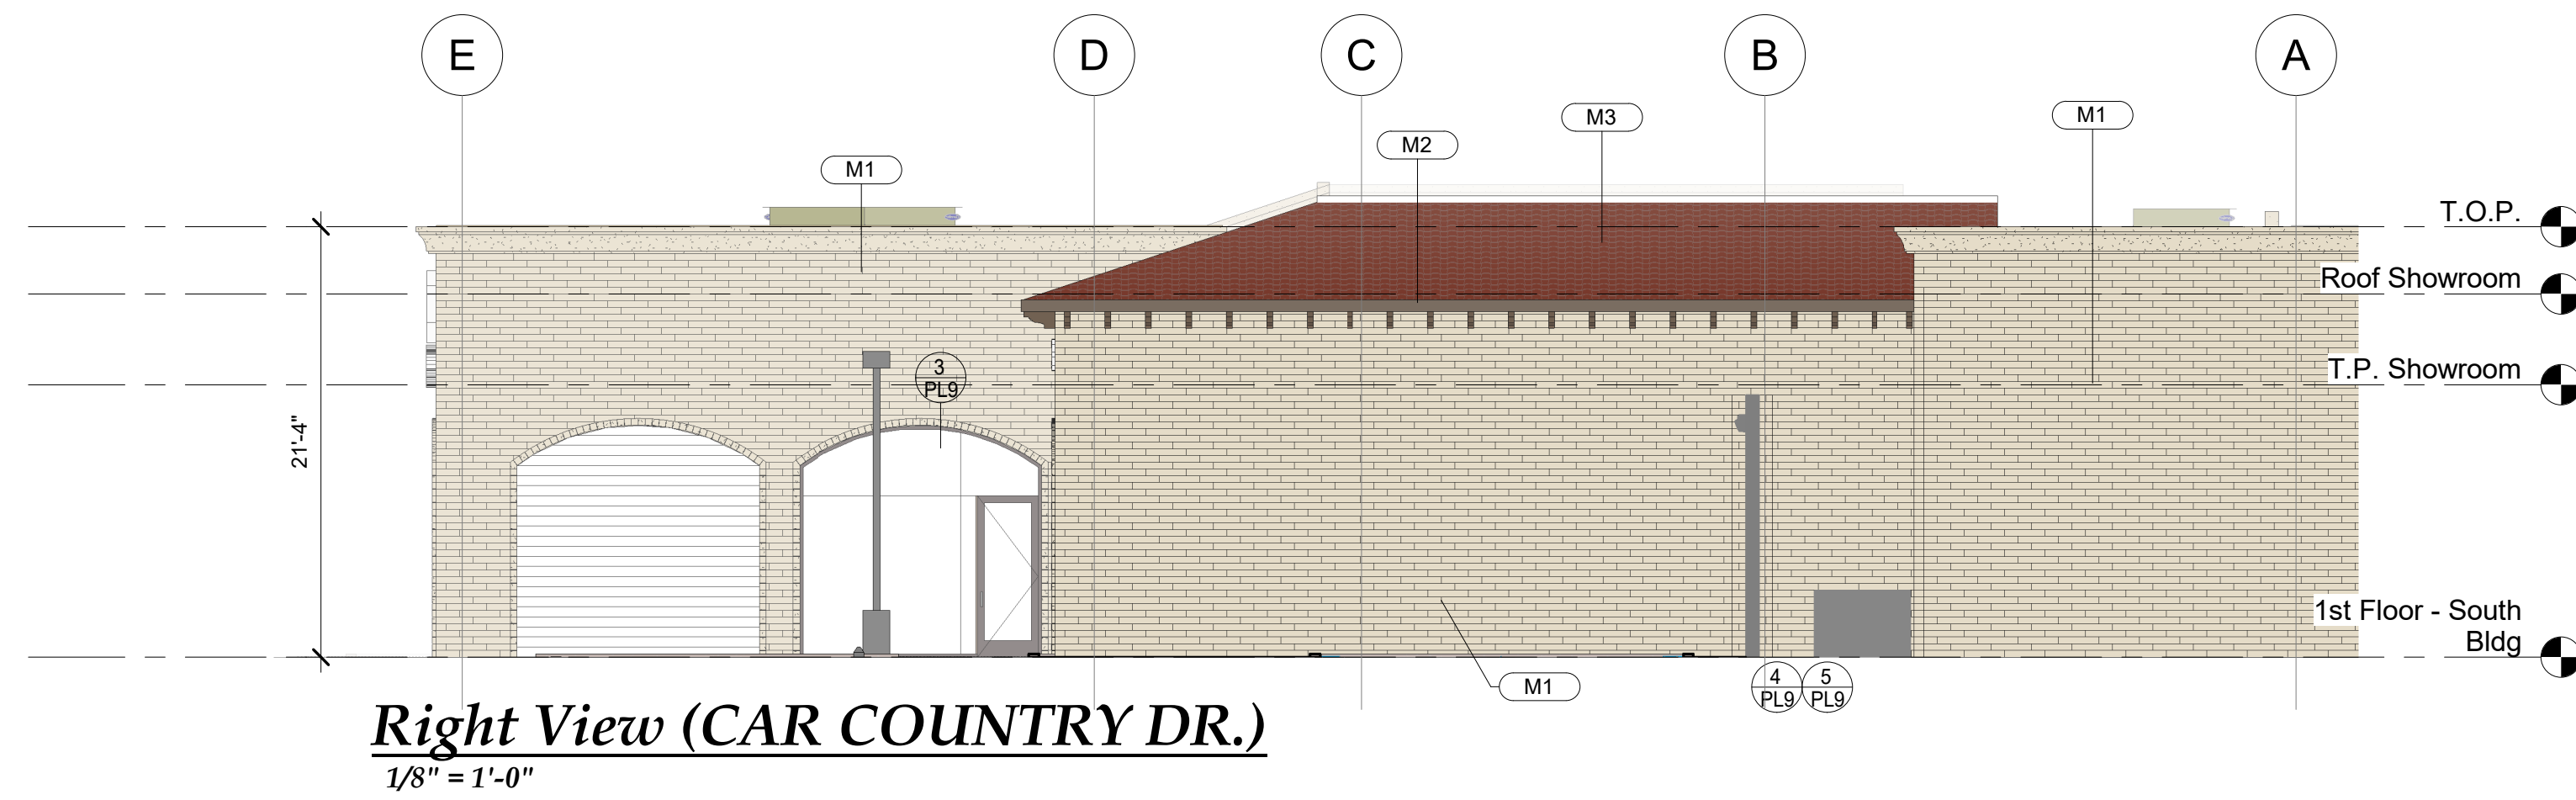 E
D
C
B
A
M1
M2
M3
M1
T.O.P.
Roof Showroom
T.P. Showroom
3
PL9
21'-4"
1st Floor - South
Bldg
M1
4
PL9
5
PL9
Right View (CAR COUNTRY DR.)
1/8" = 1'-0"